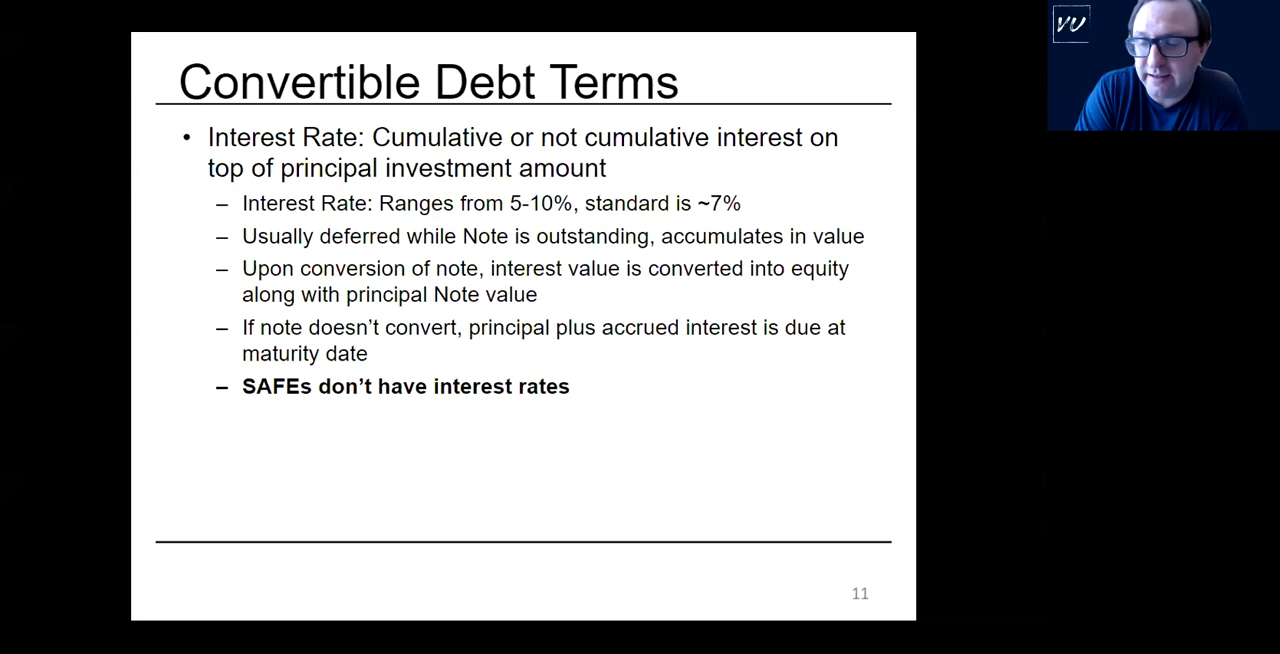 VU
Convertible Debt Terms
• Interest Rate: Cumulative or not cumulative interest on
top of principal investment amount
– Interest Rate: Ranges from 5-10%, standard is ~7%
– Usually deferred while Note is outstanding, accumulates in value
– Upon conversion of note, interest value is converted into equity
along with principal Note value
– If note doesn’t convert, principal plus accrued interest is due at
maturity date
– SAFEs don’t have interest rates
11